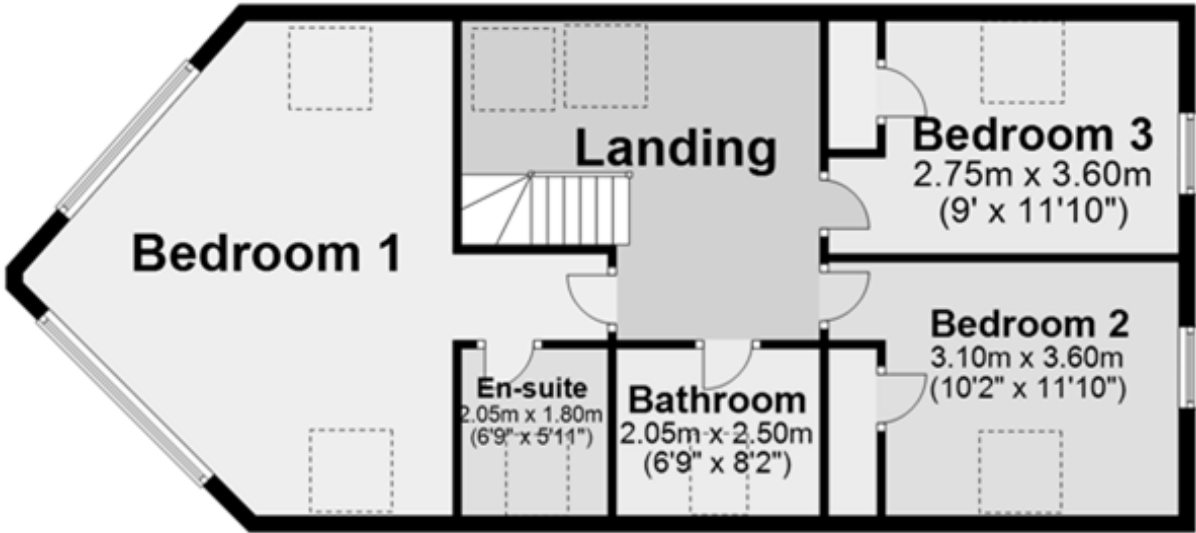 Bedroom 1
Landing
Bedroom 3
2.75m x 3.60m
(9' x 11'10")
Bedroom 2
3.10m x 3.60m
(10'2" x 11'10")
En-suite
2.05m x 1.80m
(6'9" x 5'11")
Bathroom
2.05m x 2.50m
(6'9" x 8'2")